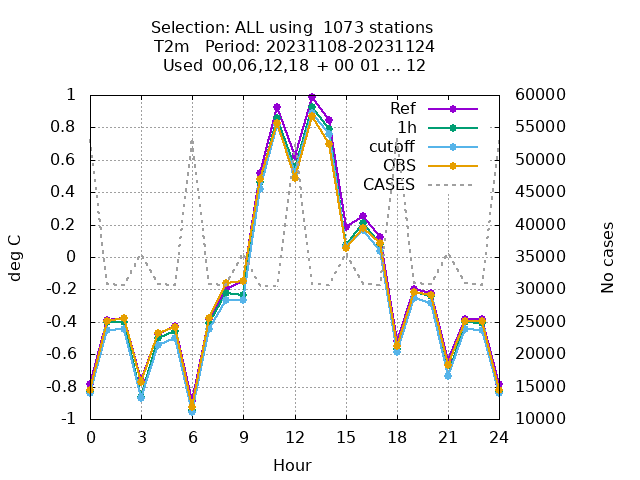 Selection: ALL using  1073 stations
T2m   Period: 20231108-20231124
Used  00,06,12,18  + 00 01 ... 12
1 60000
0.8 55000
0.6 50000
0.4 45000
0.2 40000
0 35000
-0.2 30000
-0.4 25000
-0.6 20000
-0.8 15000
-1 10000
Ref
1h
cutoff
OBS
CASES
deg C
No cases
0 3 6 9 12 15 18 21 24
Hour